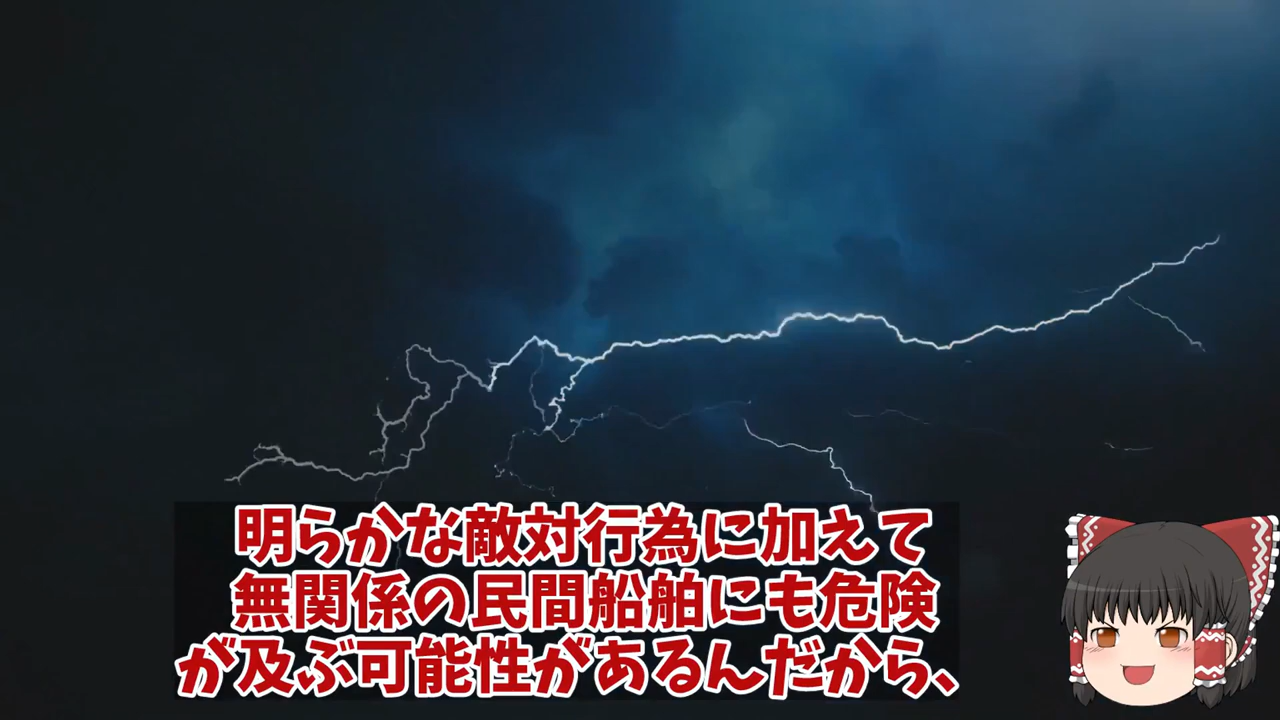 明らかな敵対行為に加えて
無関係の民間船舶にも危険
が及ぶ可能性があるんだから、